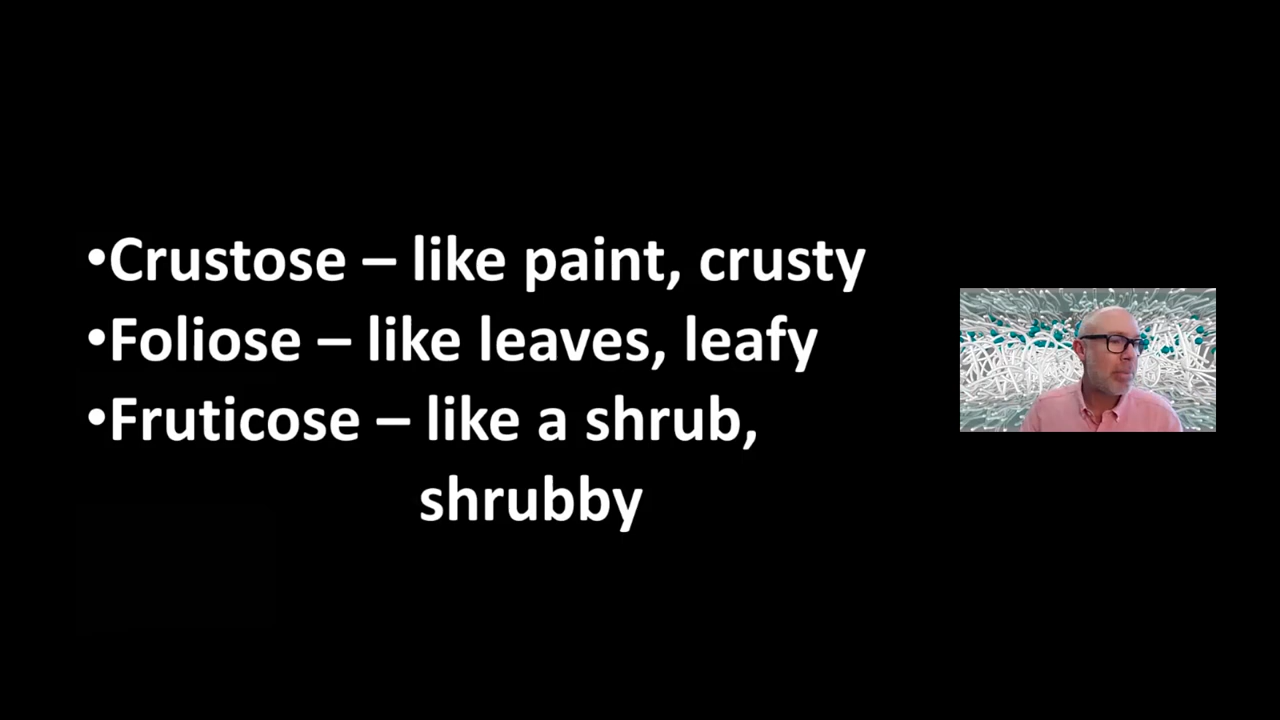 •Crustose – like paint, crusty
•Foliose – like leaves, leafy
•Fruticose – like a shrub,
shrubby